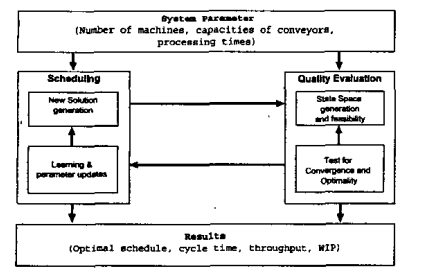 System Parameter
(Number of machines, capacities of conveyors,
processing times)
Scheduling
New Solution
generation
Learning &
parameter updates
Quality Evaluation
State Space
generation
and feasibility
Test for
Convergence and
Optimality
Results
(Optimal schedule, cycle time, throughput, WIP)